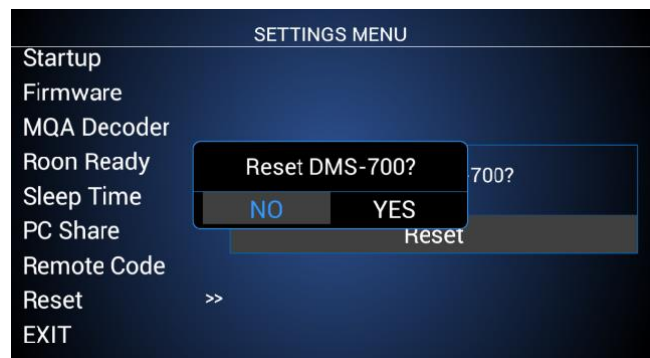 SETTINGS MENU
Startup
Firmware
MQA Decoder
Roon Ready
Sleep Time
PC Share
Remote Code
Reset >>
EXIT
Reset DMS-700?
NO YES
-700?
Reset